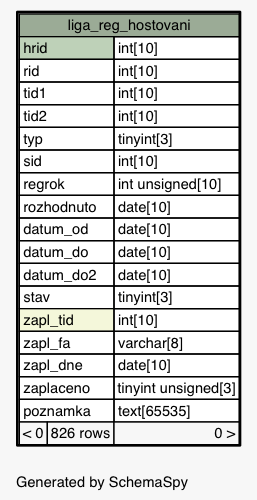 liga_reg_hostovani
hrid int[10]
rid int[10]
tid1 int[10]
tid2 int[10]
typ tinyint[3]
sid int[10]
regrok int unsigned[10]
rozhodnuto date[10]
datum_od date[10]
datum_do date[10]
datum_do2 date[10]
stav tinyint[3]
zapl_tid int[10]
zapl_fa varchar[8]
zapl_dne date[10]
zaplaceno tinyint unsigned[3]
poznamka text[65535]
< 0 826 rows 0 >
Generated by SchemaSpy